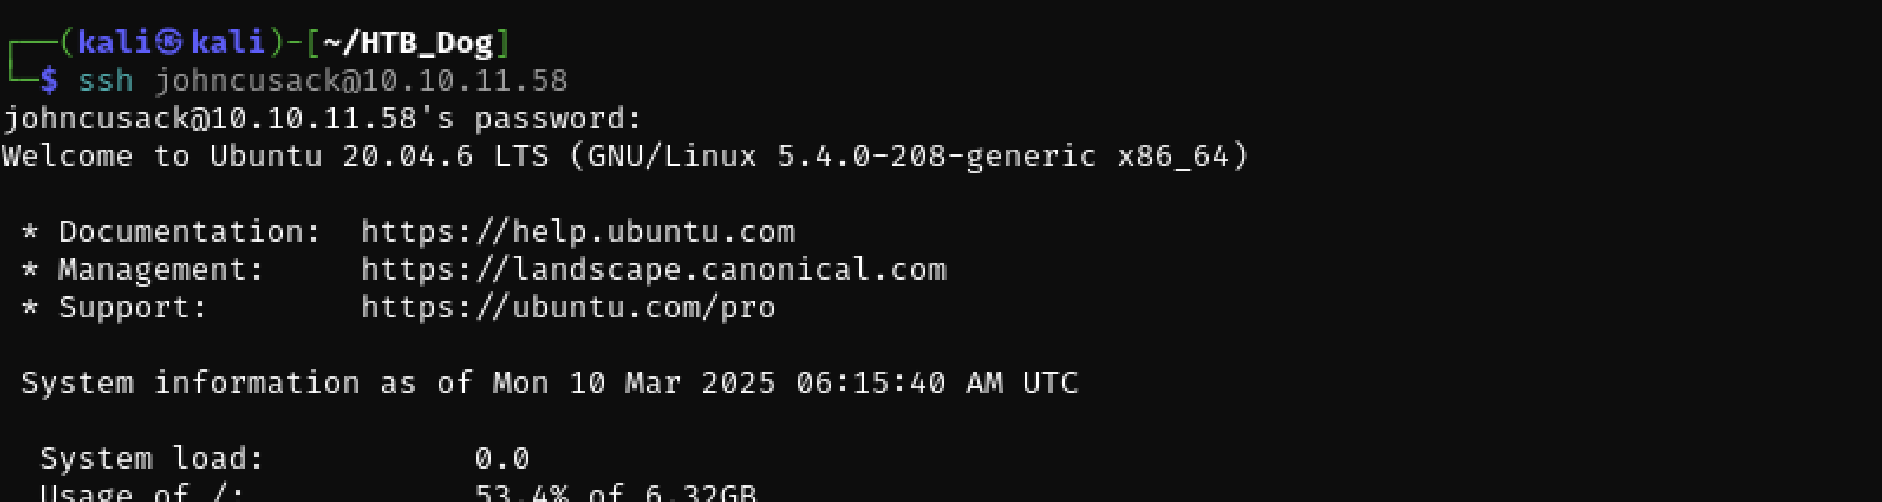 ┌──(kali㉿kali)-[~/HTB_Dog]
└─$ ssh johncusack@10.10.11.58
johncusack@10.10.11.58's password:
Welcome to Ubuntu 20.04.6 LTS (GNU/Linux 5.4.0-208-generic x86_64)
* Documentation:  https://help.ubuntu.com
* Management:     https://landscape.canonical.com
* Support:        https://ubuntu.com/pro
System information as of Mon 10 Mar 2025 06:15:40 AM UTC
System load:           0.0
Usage of /:            53.4% of 6.32GB